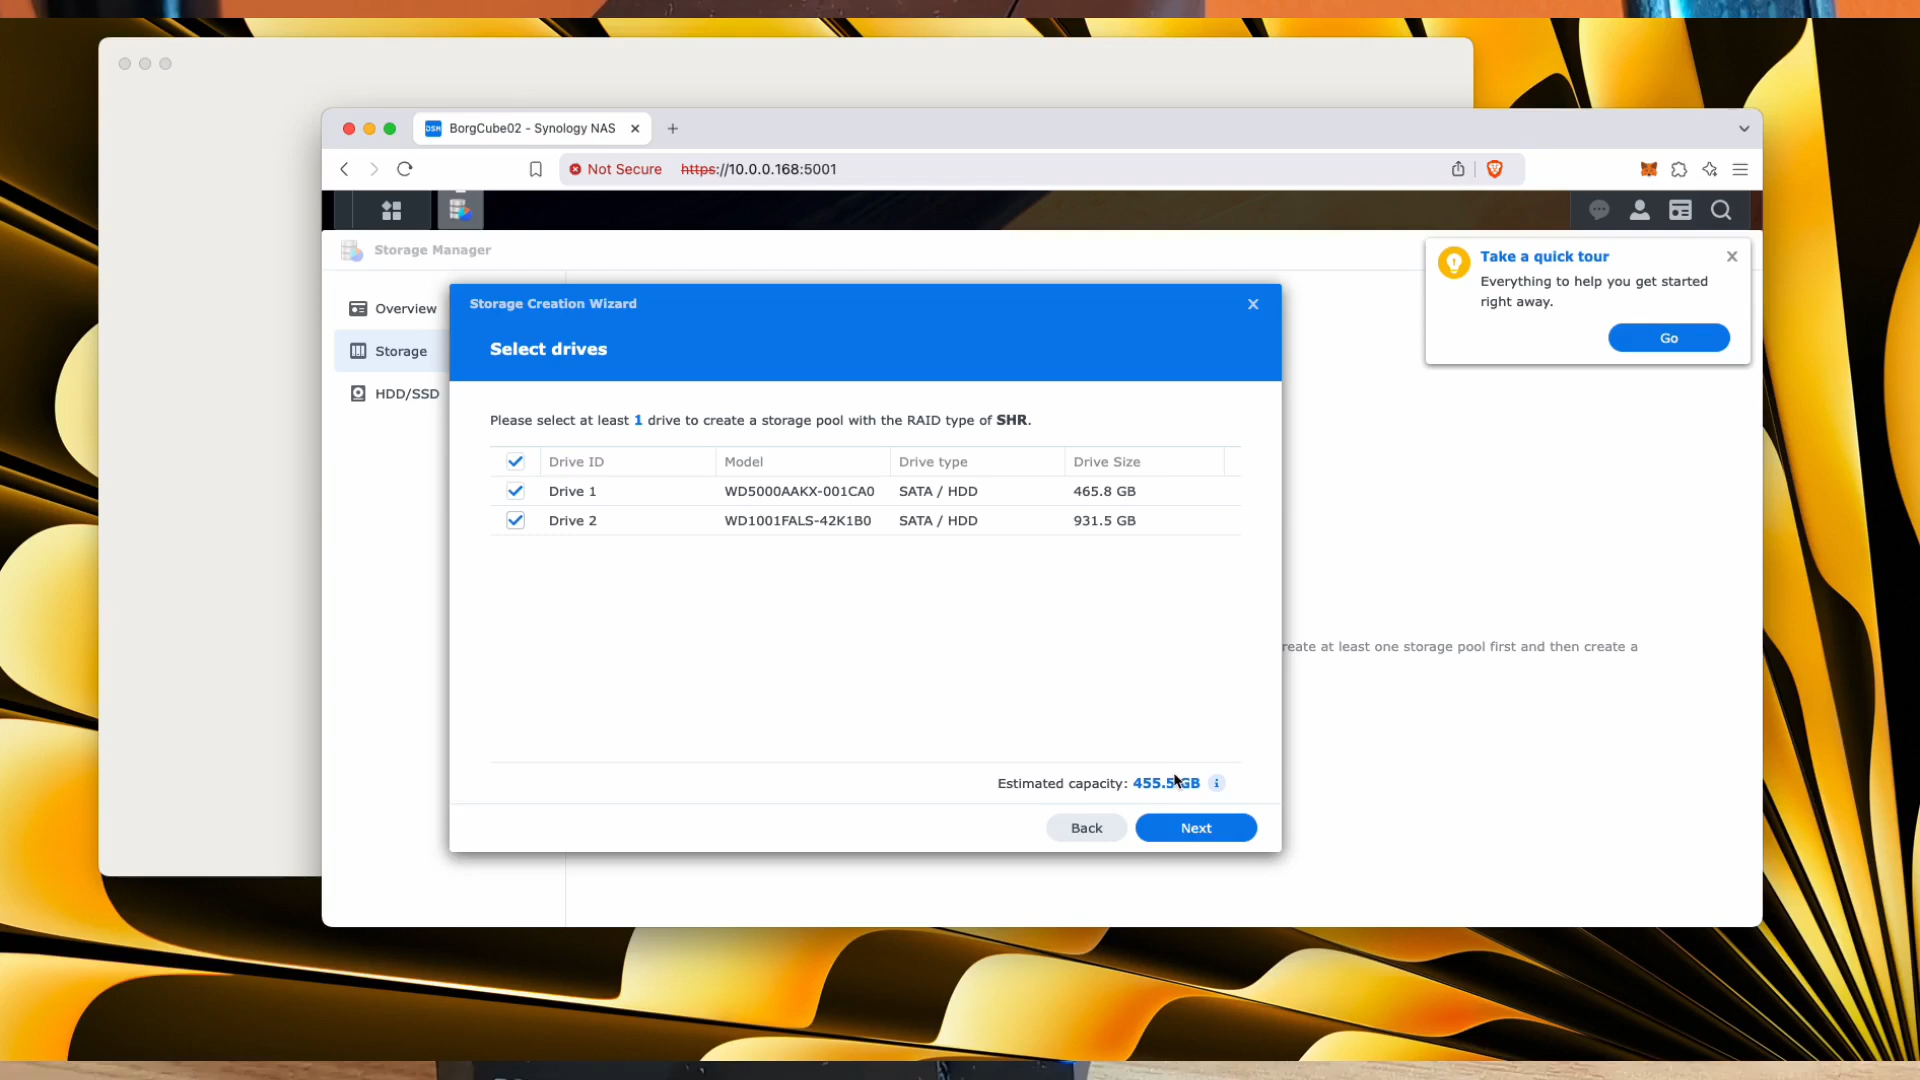 BorgCube02 - Synology NAS
Not Secure https://10.0.0.168:5001
Storage Manager
Take a quick tour
Everything to help you get started
right away.
Go
Overview
Storage
HDD/SSD
Storage Creation Wizard
Select drives
Please select at least 1 drive to create a storage pool with the RAID type of SHR.
Drive ID Model Drive type Drive Size
Drive 1 WD5000AAKX-001CA0 SATA / HDD 465.8 GB
Drive 2 WD1001FALS-42K1B0 SATA / HDD 931.5 GB
reate at least one storage pool first and then create a
Estimated capacity: 455.5 GB
Back Next